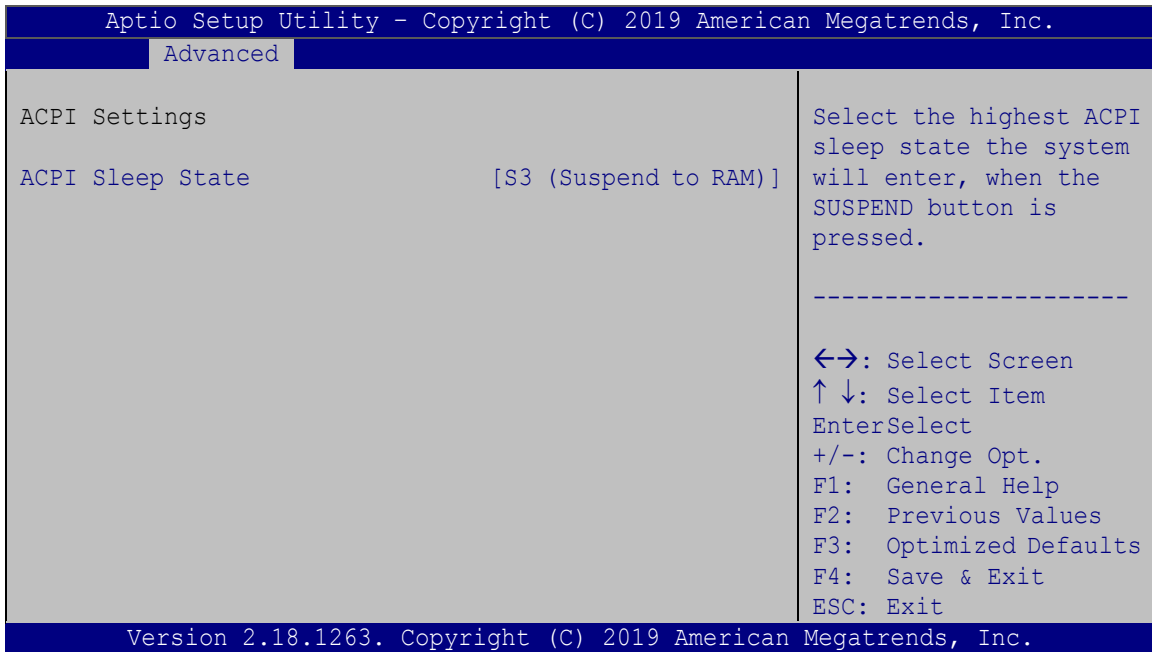 Aptio Setup Utility – Copyright (C) 2019 American Megatrends, Inc.
Advanced
ACPI Settings
ACPI Sleep State [S3 (Suspend to RAM)]
Select the highest ACPI
sleep state the system
will enter, when the
SUSPEND button is
pressed.
----------------------
←→: Select Screen
↑ ↓: Select Item
EnterSelect
+/-: Change Opt.
F1: General Help
F2: Previous Values
F3: Optimized Defaults
F4: Save & Exit
ESC: Exit
Version 2.18.1263. Copyright (C) 2019 American Megatrends, Inc.